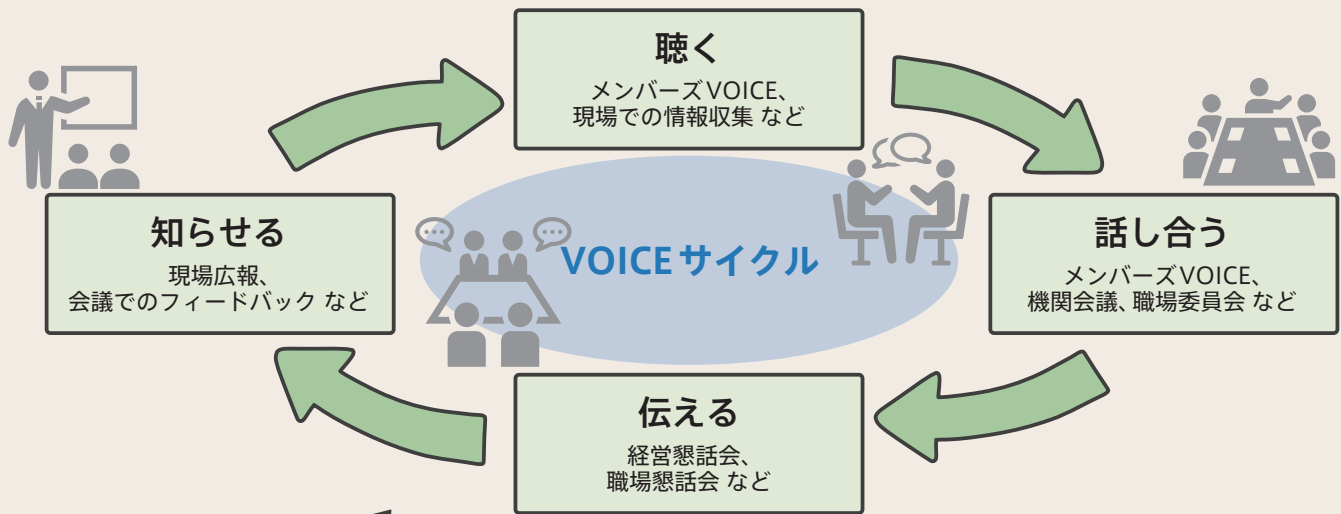 聴く
メンバーズVOICE、
現場での情報収集 など
話し合う
メンバーズVOICE、
機関会議、職場委員会 など
伝える
経営懇話会、
職場懇話会 など
知らせる
現場広報、
会議でのフィードバック など
VOICEサイクル